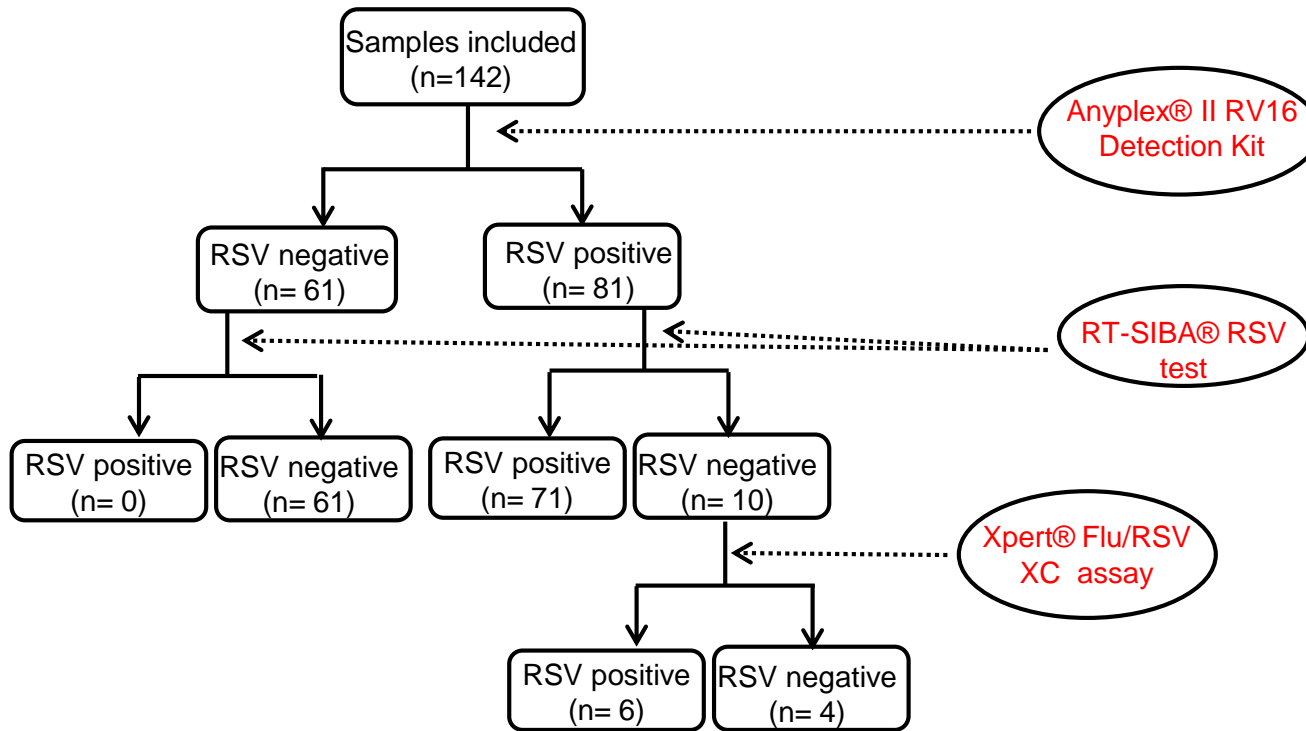 Samples included
(n=142)
Anyplex® II RV16
Detection Kit
RSV negative
(n= 61)
RSV positive
(n= 81)
RT-SIBA® RSV
test
RSV positive
(n= 0)
RSV negative
(n= 61)
RSV positive
(n= 71)
RSV negative
(n= 10)
Xpert® Flu/RSV
XC assay
RSV positive
(n= 6)
RSV negative
(n= 4)